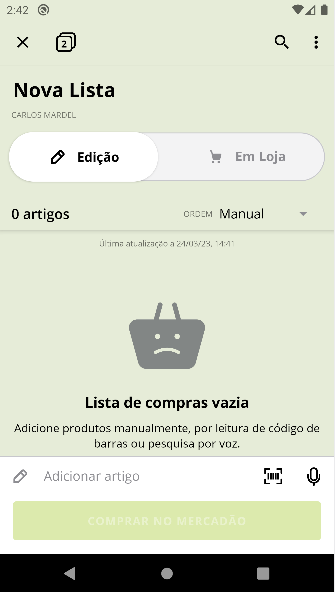 2:42
2
Nova Lista
CARLOS MARDEL
Edição
Em Loja
0 artigos
ORDEM Manual
Última atualização a 24/03/23, 14:41
Lista de compras vazia
Adicione produtos manualmente, por leitura de código de
barras ou pesquisa por voz.
Adicionar artigo
COMPRAR NO MERCADÃO